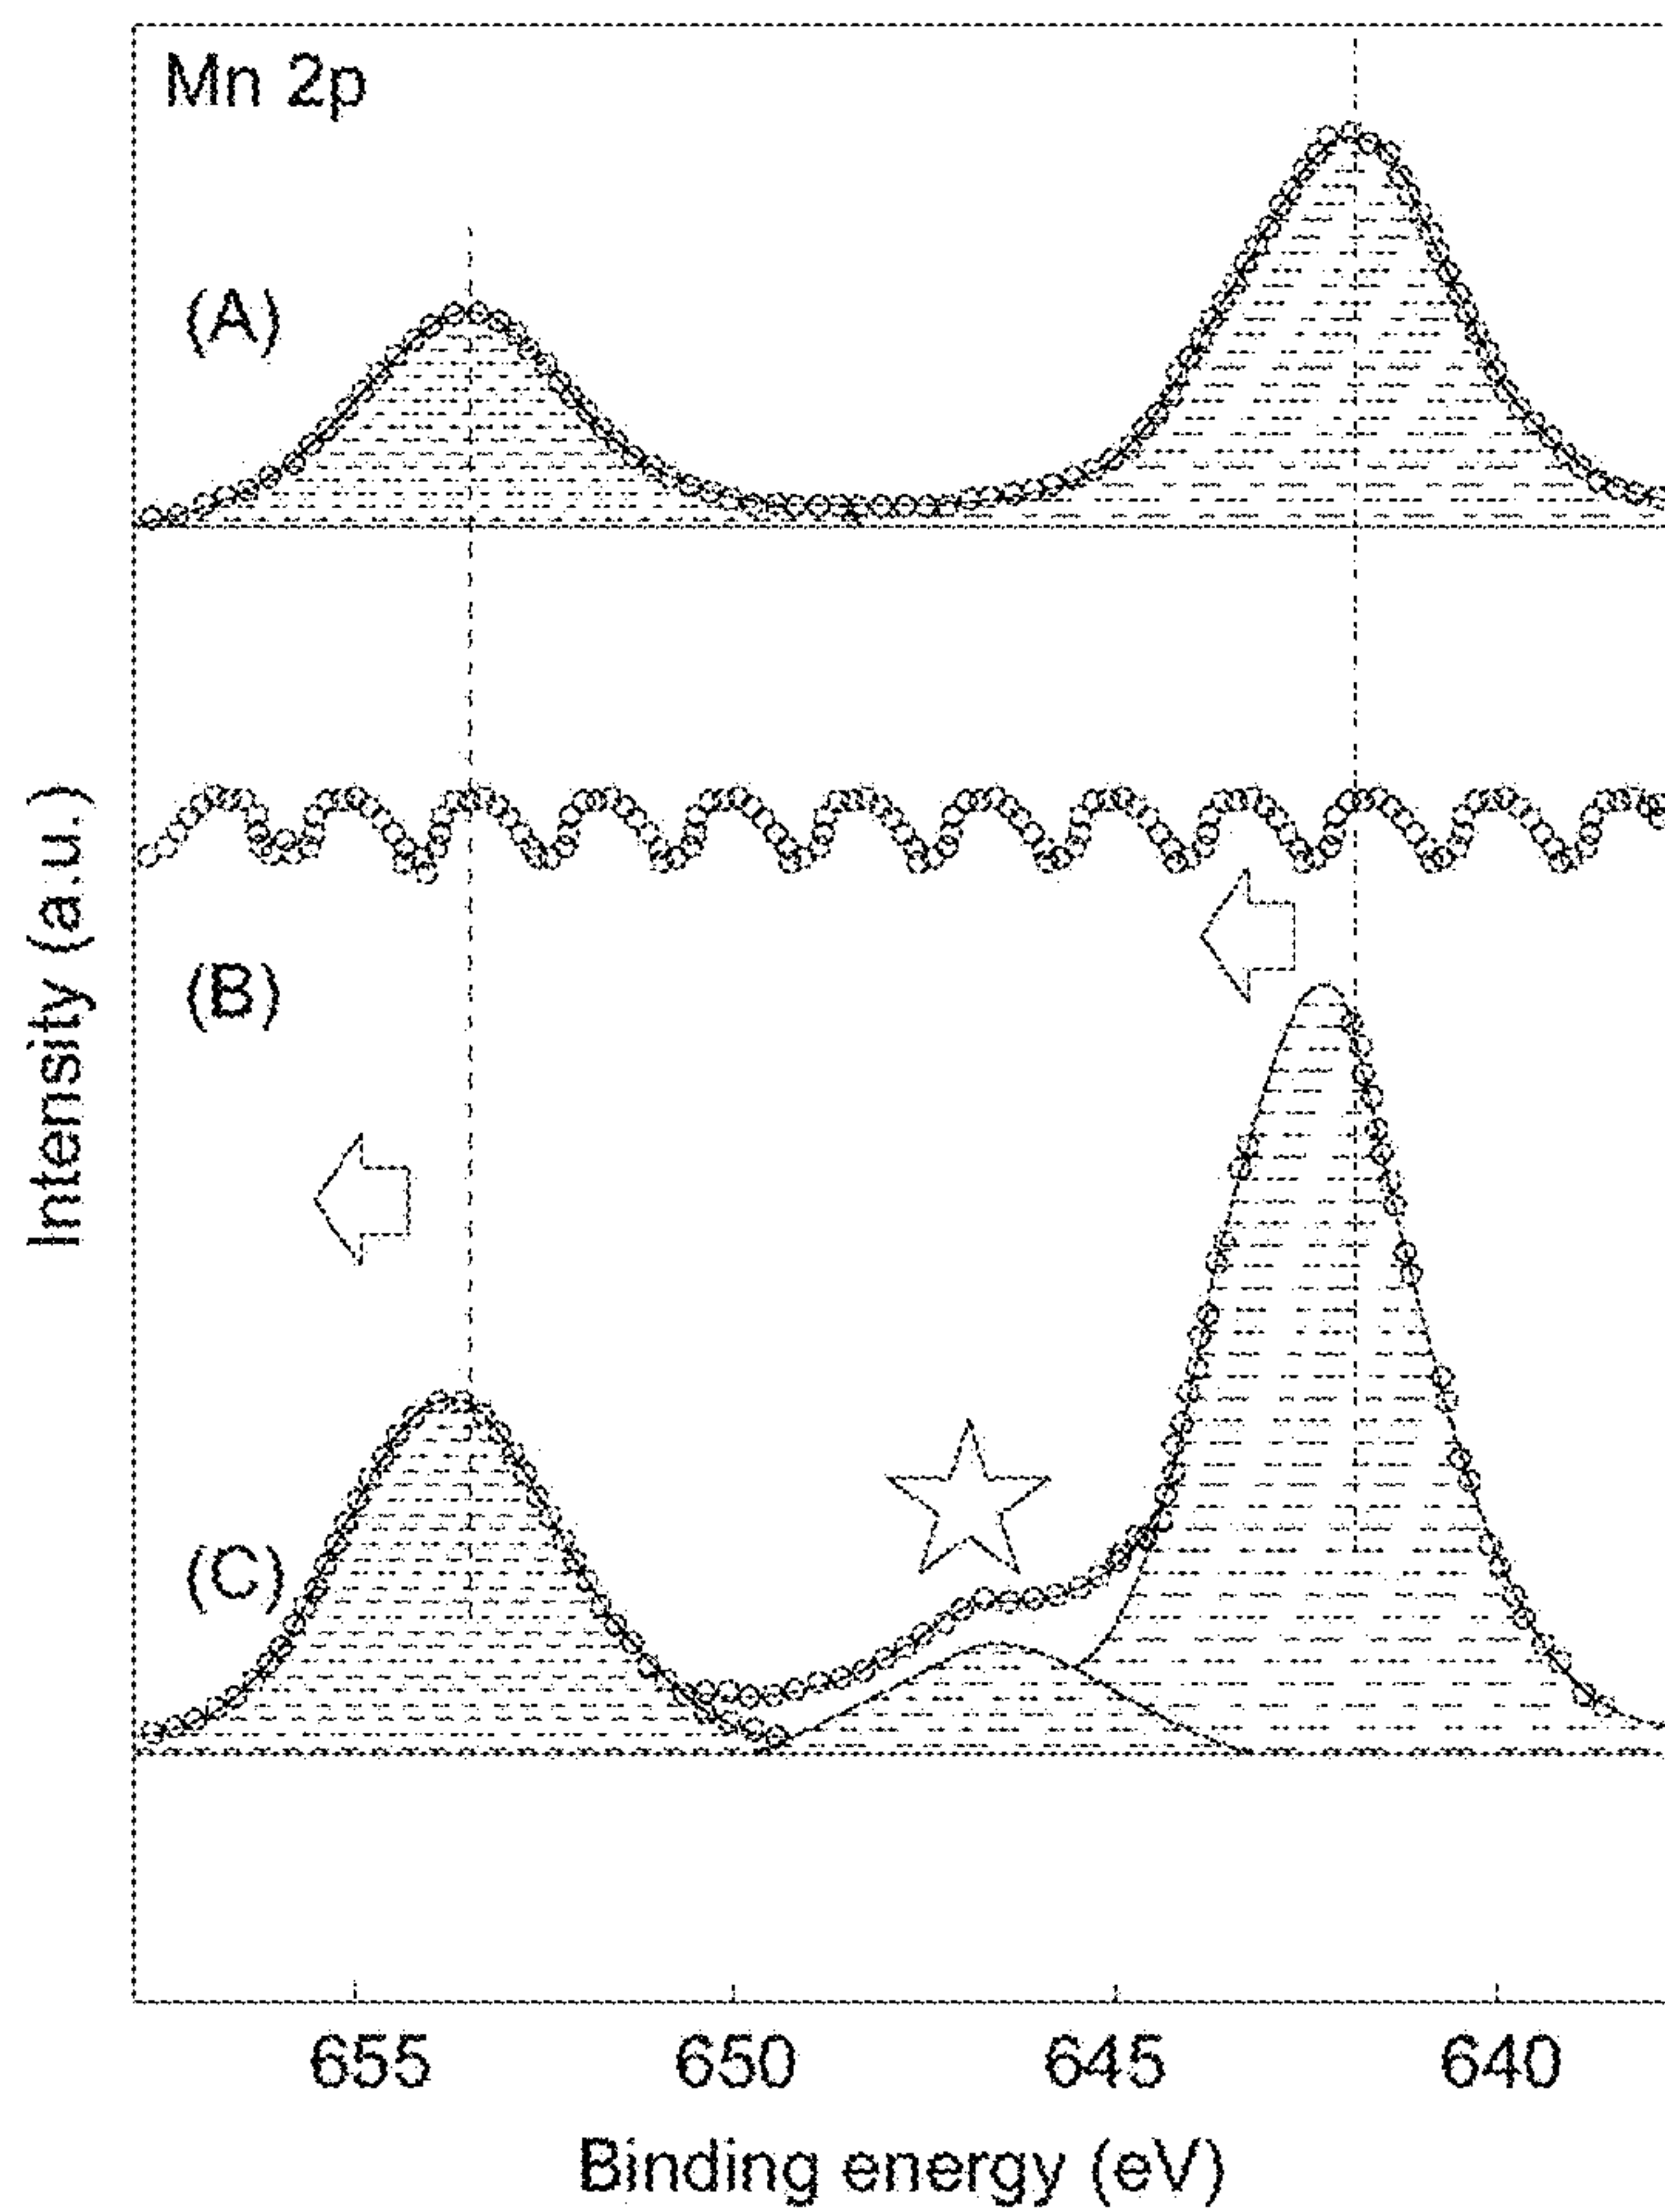 Mn 2p
(A)
(B)
(C)
Intensity (a.u.)
655 650 645 640
Binding energy (eV)